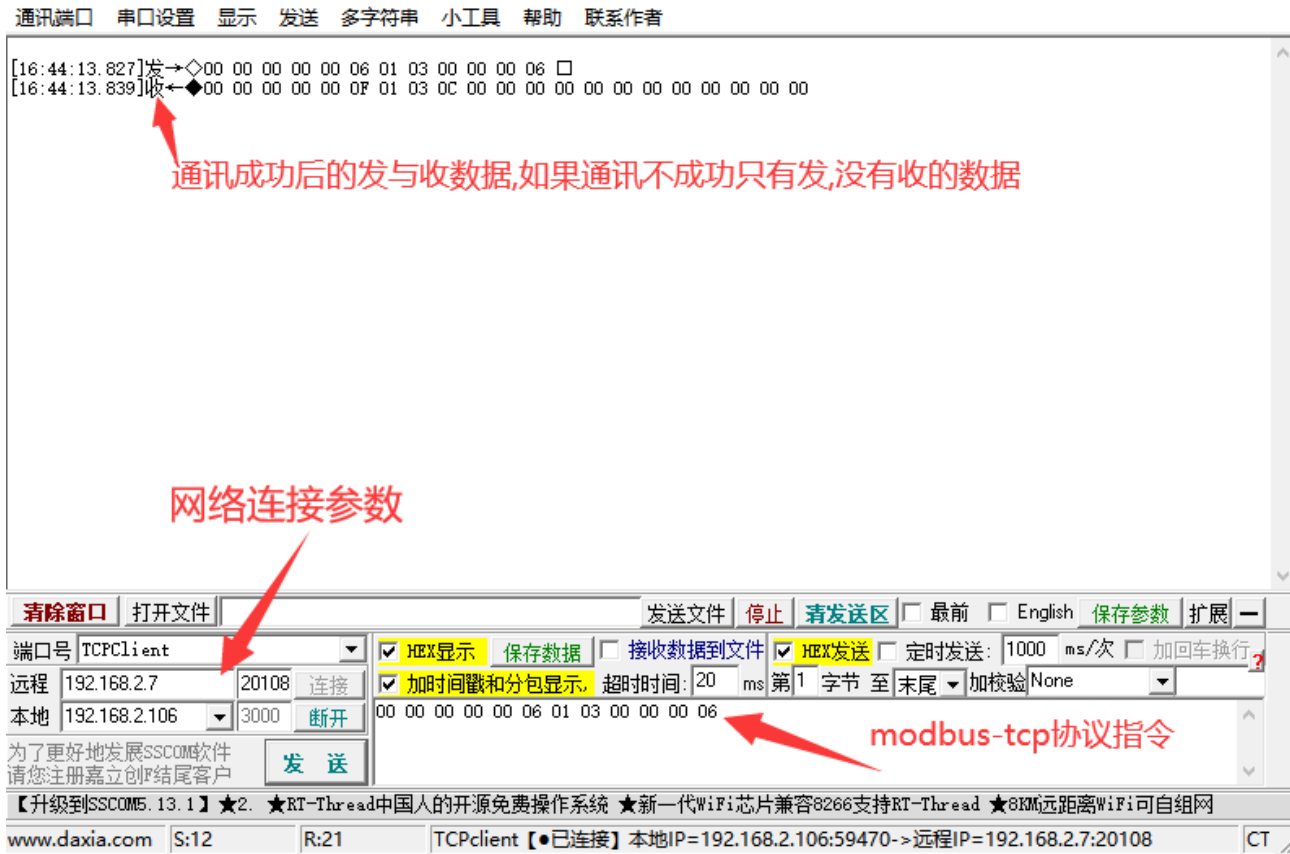 通讯端口 串口设置 显示 发送 多字符串 小工具 帮助 联系作者
[16:44:13.827]发→◇00 00 00 00 00 06 01 03 00 00 00 06 □
[16:44:13.839]收←◆00 00 00 00 00 0F 01 03 0C 00 00 00 00 00 00 00 00 00 00 00 00
通讯成功后的发与收数据,如果通讯不成功只有发,没有收的数据
网络连接参数
清除窗口 打开文件 发送文件 停止 清发送区 最前 English 保存参数 扩展 —
端口号 TCPClient HEX显示 保存数据 接收数据到文件 HEX发送 定时发送: 1000 ms/次 加回车换行 ?
远程 192.168.2.7 20108 连接 加时间戳和分包显示, 超时时间: 20 ms 第1 字节 至 末尾 加校验 None
本地 192.168.2.106 3000 断开 00 00 00 00 00 06 01 03 00 00 00 06
modbus-tcp协议指令
为了更好地发展SSCOM软件
请您注册嘉立创F结尾客户
发 送
【升级到SSCOM5.13.1】★2. ★RT-Thread中国人的开源免费操作系统 ★新一代WiFi芯片兼容8266支持RT-Thread ★8KM远距离WiFi可自组网
www.daxia.com S:12 R:21 TCPclient【●已连接】本地IP=192.168.2.106:59470->远程IP=192.168.2.7:20108 CT